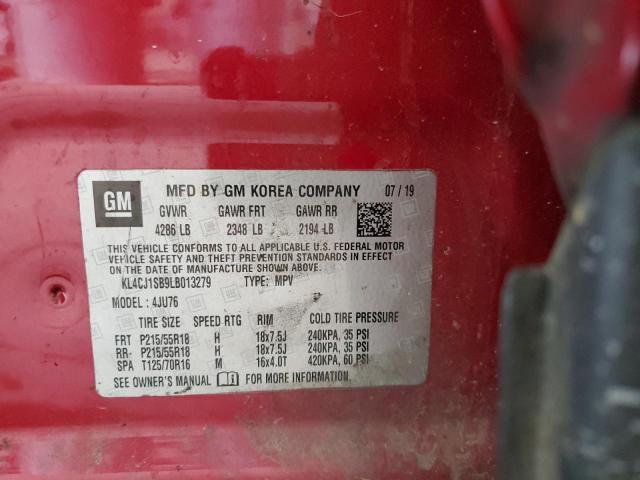 GM
MFD BY GM KOREA COMPANY 07 / 19
GVWR GAWR FRT GAWR RR
4286 LB 2348 LB 2194 LB
THIS VEHICLE CONFORMS TO ALL APPLICABLE U.S. FEDERAL MOTOR
VEHICLE SAFETY AND THEFT PREVENTION STANDARDS IN EFFECT
ON THE DATE OF MANUFACTURE SHOWN ABOVE.
KL4CJ1SB9LB013279 TYPE: MPV
MODEL : 4JU76
TIRE SIZE SPEED RTG RIM COLD TIRE PRESSURE
FRT P215/55R18 H 18x7.5J 240KPA, 35 PSI
RR- P215/55R18 H 18x7.5J 240KPA, 35 PSI
SPA T125/70R16 M 16x4.0T 420KPA, 60 PSI
SEE OWNER'S MANUAL FOR MORE INFORMATION.